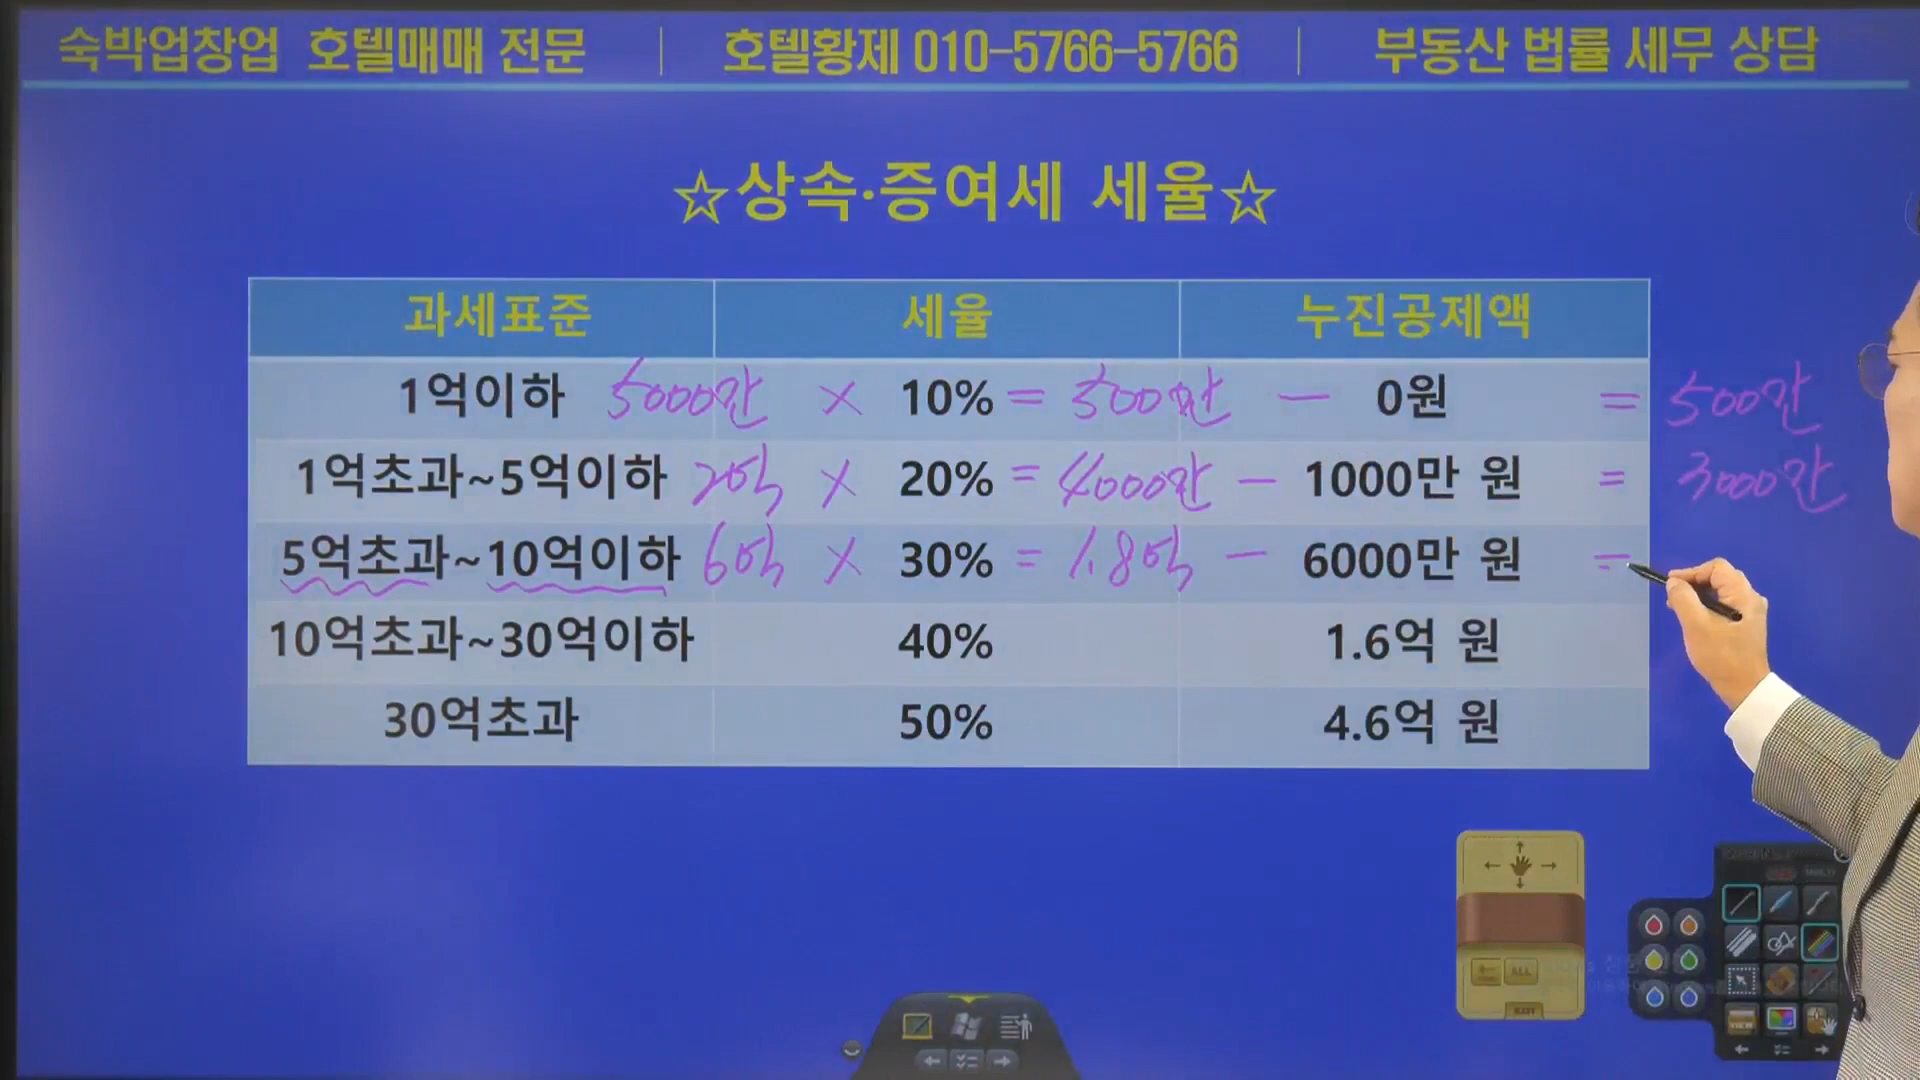 숙박업창업 호텔매매 전문 | 호텔황제 010-5766-5766 | 부동산 법률 세무 상담
☆상속·증여세 세율☆
과세표준 세율 누진공제액
1억이하 5000만 × 10% = 500만 − 0원 = 500만
1억초과~5억이하 2억 × 20% = 4000만 − 1000만 원 = 3000만
5억초과~10억이하 6억 × 30% = 1.8억 − 6000만 원 =
10억초과~30억이하 40% 1.6억 원
30억초과 50% 4.6억 원
ALL